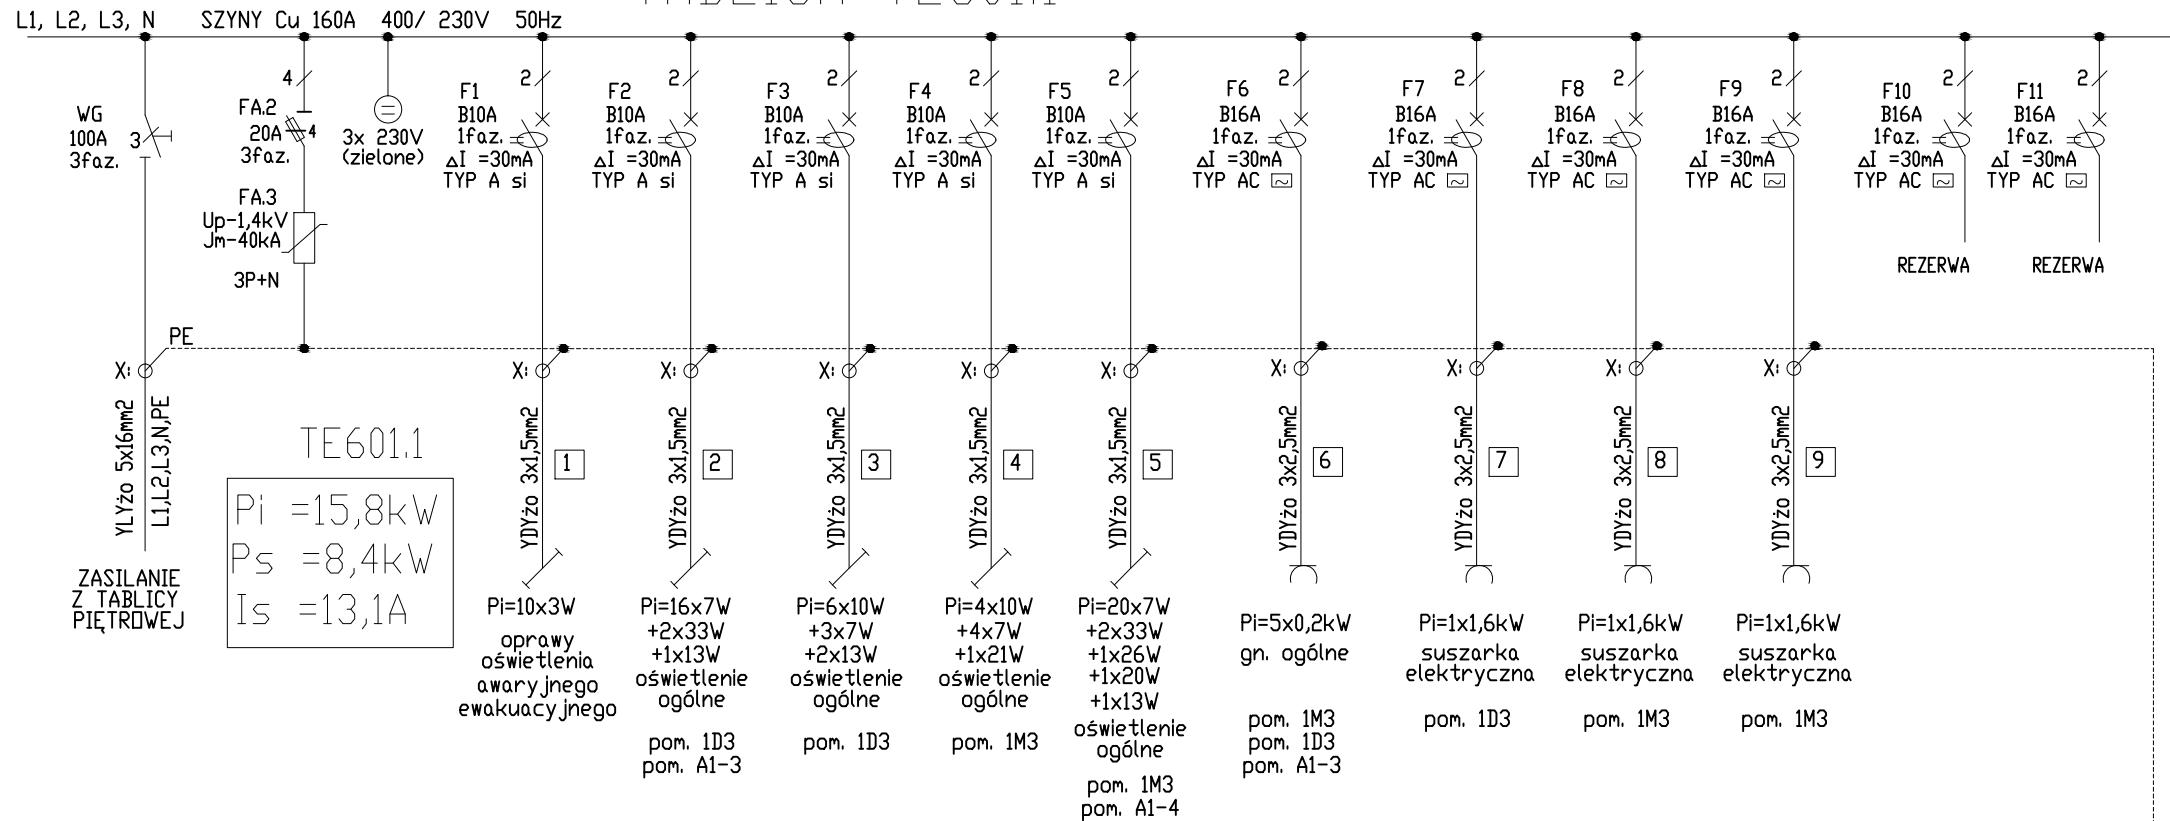 L1, L2, L3, N SZYNY Cu 160A 400/ 230V 50Hz
WG
100A
3faz.
3
4
FA.2
20A
3faz.
4
FA.3
Up-1,4kV
Jm-40kA
3P+N
3x 230V
(zielone)
2
F1
B10A
1faz.
ΔI =30mA
TYP A si
2
F2
B10A
1faz.
ΔI =30mA
TYP A si
2
F3
B10A
1faz.
ΔI =30mA
TYP A si
2
F4
B10A
1faz.
ΔI =30mA
TYP A si
2
F5
B10A
1faz.
ΔI =30mA
TYP A si
2
F6
B16A
1faz.
ΔI =30mA
TYP AC
2
F7
B16A
1faz.
ΔI =30mA
TYP AC
2
F8
B16A
1faz.
ΔI =30mA
TYP AC
2
F9
B16A
1faz.
ΔI =30mA
TYP AC
2
F10
B16A
1faz.
ΔI =30mA
TYP AC
REZERWA
2
F11
B16A
1faz.
ΔI =30mA
TYP AC
REZERWA
PE
X:
X:
X:
X:
X:
X:
X:
X:
X:
X:
YLYżo 5x16mm2
L1,L2,L3,N,PE
ZASILANIE
Z TABLICY
PIĘTROWEJ
TE601.1
Pi =15,8kW
Ps =8,4kW
Is =13,1A
YDYżo 3x1,5mm2
1
Pi=10x3W
oprawy
oświetlenia
awaryjnego
ewakuacyjnego
YDYżo 3x1,5mm2
2
Pi=16x7W
+2x33W
+1x13W
oświetlenie
ogólne
pom. 1D3
pom. A1-3
YDYżo 3x1,5mm2
3
Pi=6x10W
+3x7W
+2x13W
oświetlenie
ogólne
pom. 1D3
YDYżo 3x1,5mm2
4
Pi=4x10W
+4x7W
+1x21W
oświetlenie
ogólne
pom. 1M3
YDYżo 3x1,5mm2
5
Pi=20x7W
+2x33W
+1x26W
+1x20W
+1x13W
oświetlenie
ogólne
pom. 1M3
pom. A1-4
YDYżo 3x2,5mm2
6
Pi=5x0,2kW
gn. ogólne
pom. 1M3
pom. 1D3
pom. A1-3
YDYżo 3x2,5mm2
7
Pi=1x1,6kW
suszarka
elektryczna
pom. 1D3
YDYżo 3x2,5mm2
8
Pi=1x1,6kW
suszarka
elektryczna
pom. 1M3
YDYżo 3x2,5mm2
9
Pi=1x1,6kW
suszarka
elektryczna
pom. 1M3